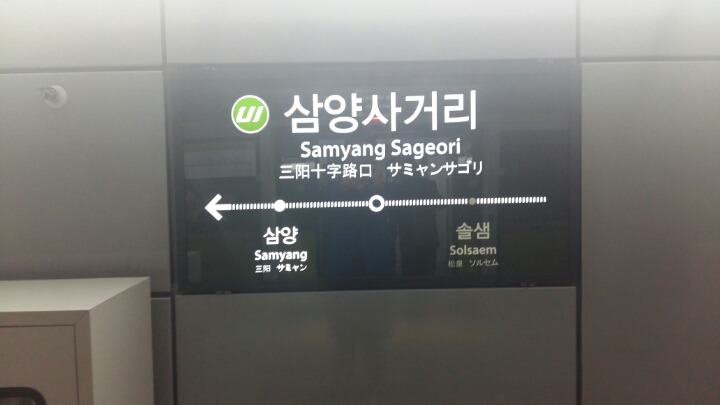 UI 삼양사거리
Samyang Sageori
三阳十字路口 サミャンサゴリ
삼양
Samyang
三阳 サミャン
솔샘
Solsaem
松泉 ソルセム